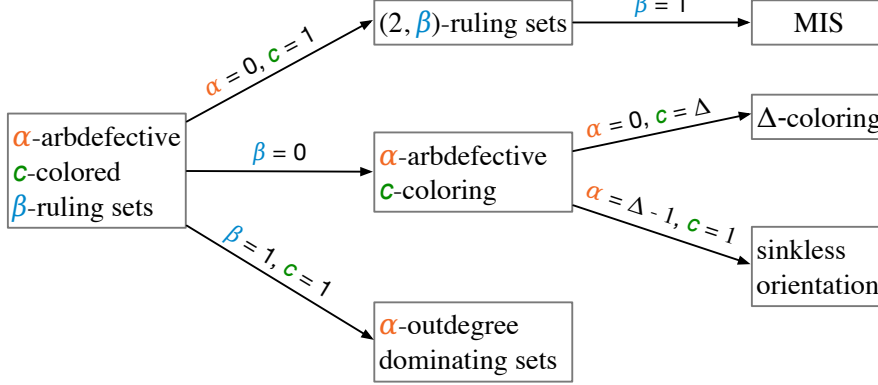 (2, β)-ruling sets
β = 1
MIS
α = 0, c = 1
α-arbdefective
c-colored
β-ruling sets
β = 0
α-arbdefective
c-coloring
α = 0, c = Δ
Δ-coloring
α = Δ - 1, c = 1
sinkless
orientation
β = 1, c = 1
α-outdegree
dominating sets